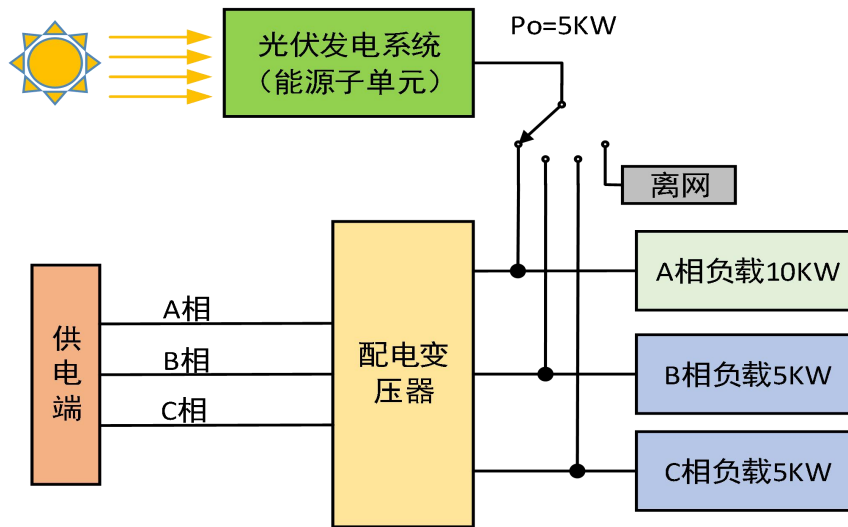 光伏发电系统
（能源子单元）
Po=5KW
离网
A相负载10KW
A相
B相
C相
供
电
端
配电变
压器
B相负载5KW
C相负载5KW